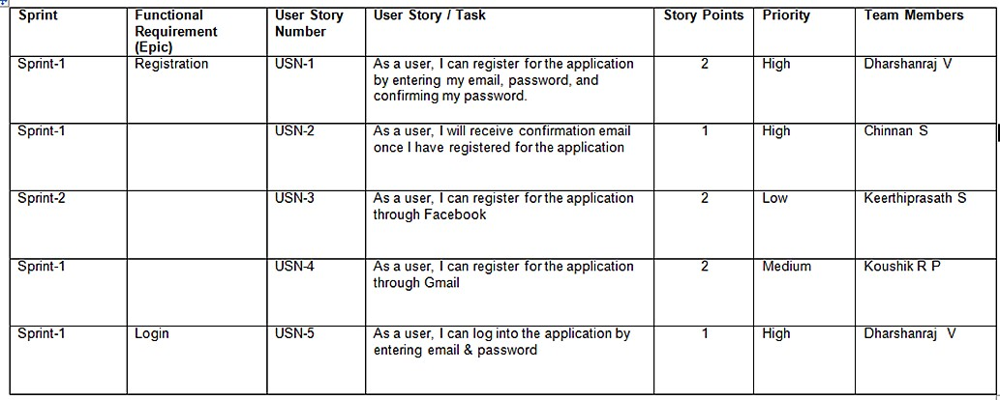 Sprint Functional Requirement (Epic) User Story Number User Story / Task Story Points Priority Team Members
Sprint-1 Registration USN-1 As a user, I can register for the application 2 High Dharshanraj V
by entering my email, password, and
confirming my password.
Sprint-1 USN-2 As a user, I will receive confirmation email 1 High Chinnan S
once I have registered for the application
Sprint-2 USN-3 As a user, I can register for the application 2 Low Keerthiprasath S
through Facebook
Sprint-1 USN-4 As a user, I can register for the application 2 Medium Koushik R P
through Gmail
Sprint-1 Login USN-5 As a user, I can log into the application by 1 High Dharshanraj V
entering email & password